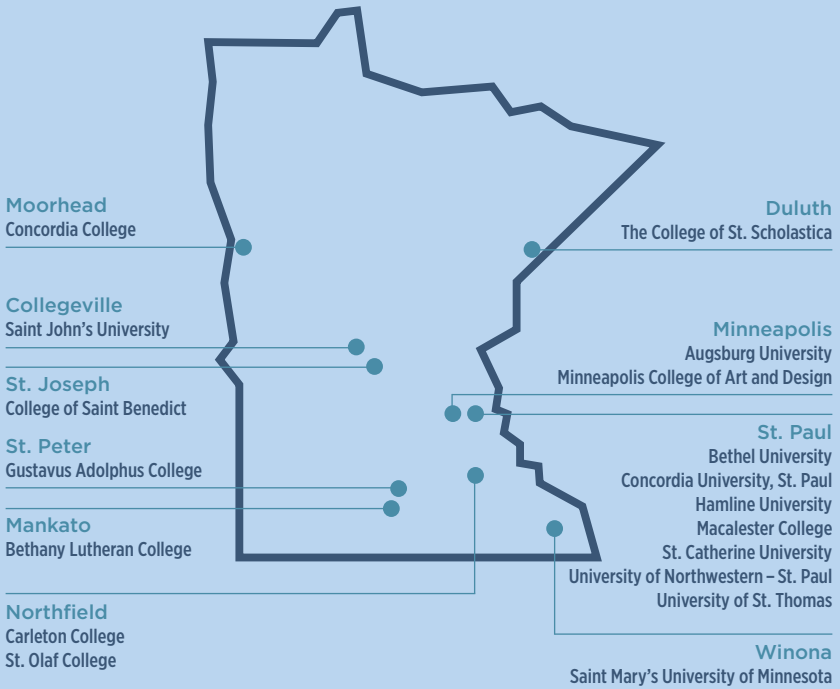 Moorhead
Concordia College
Collegeville
Saint John's University
St. Joseph
College of Saint Benedict
St. Peter
Gustavus Adolphus College
Mankato
Bethany Lutheran College
Northfield
Carleton College
St. Olaf College
Duluth
The College of St. Scholastica
Minneapolis
Augsburg University
Minneapolis College of Art and Design
St. Paul
Bethel University
Concordia University, St. Paul
Hamline University
Macalester College
St. Catherine University
University of Northwestern – St. Paul
University of St. Thomas
Winona
Saint Mary's University of Minnesota